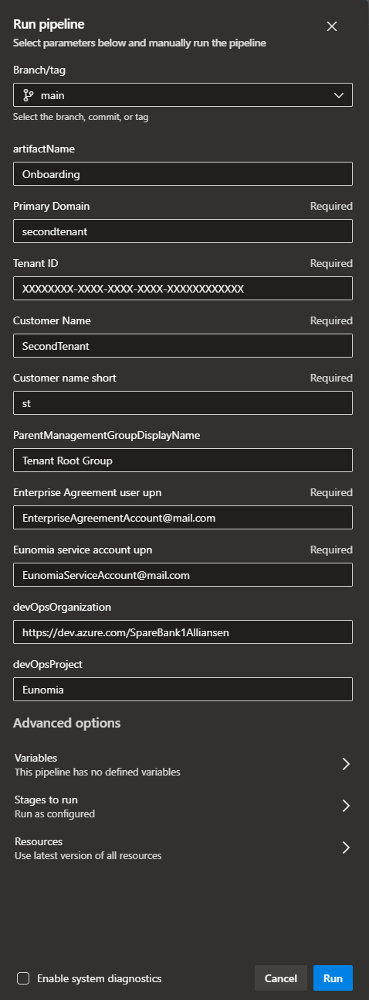 Run pipeline
Select parameters below and manually run the pipeline
Branch/tag
main
Select the branch, commit, or tag
artifactName
Onboarding
Primary Domain Required
secondtenant
Tenant ID Required
XXXXXXXX-XXXX-XXXX-XXXX-XXXXXXXXXXXX
Customer Name Required
SecondTenant
Customer name short Required
st
ParentManagementGroupDisplayName
Tenant Root Group
Enterprise Agreement user upn Required
EnterpriseAgreementAccount@mail.com
Eunomia service account upn Required
EunomiaServiceAccount@mail.com
devOpsOrganization
https://dev.azure.com/SpareBank1Alliansen
devOpsProject
Eunomia
Advanced options
Variables
This pipeline has no defined variables
Stages to run
Run as configured
Resources
Use latest version of all resources
Enable system diagnostics Cancel Run